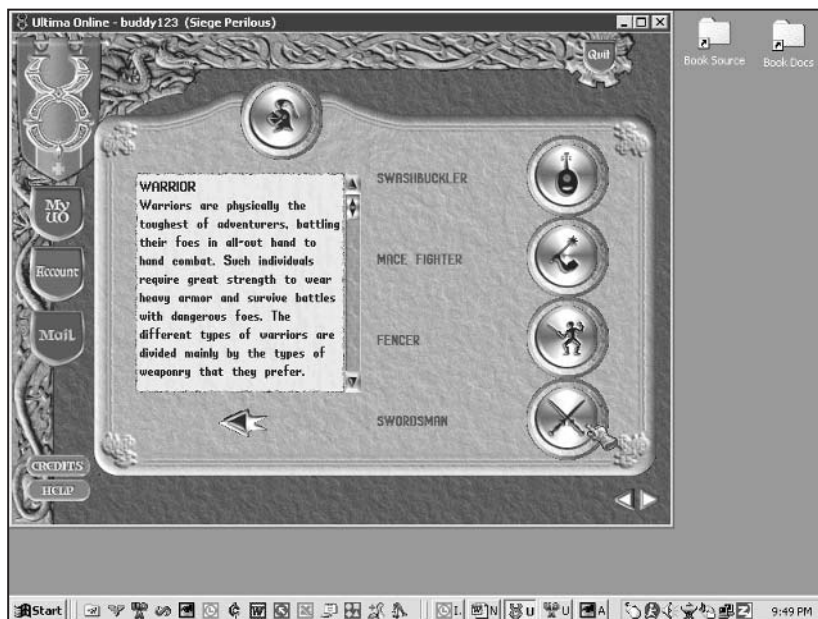 Ultima Online - buddy123 (Siege Perilous)
Quit
Book Source
Book Docs
WARRIOR
Warriors are physically the
toughest of adventurers, battling
their foes in all-out hand to
hand combat. Such individuals
require great strength to wear
heavy armor and survive battles
with dangerous foes. The
different types of warriors are
divided mainly by the types of
weaponry that they prefer.
SWASHBUCKLER
MACE FIGHTER
FENCER
SWORDSMAN
My
UO
Account
Mail
CREDITS
HELP
Start
I.
N
U
U
A
9:49 PM